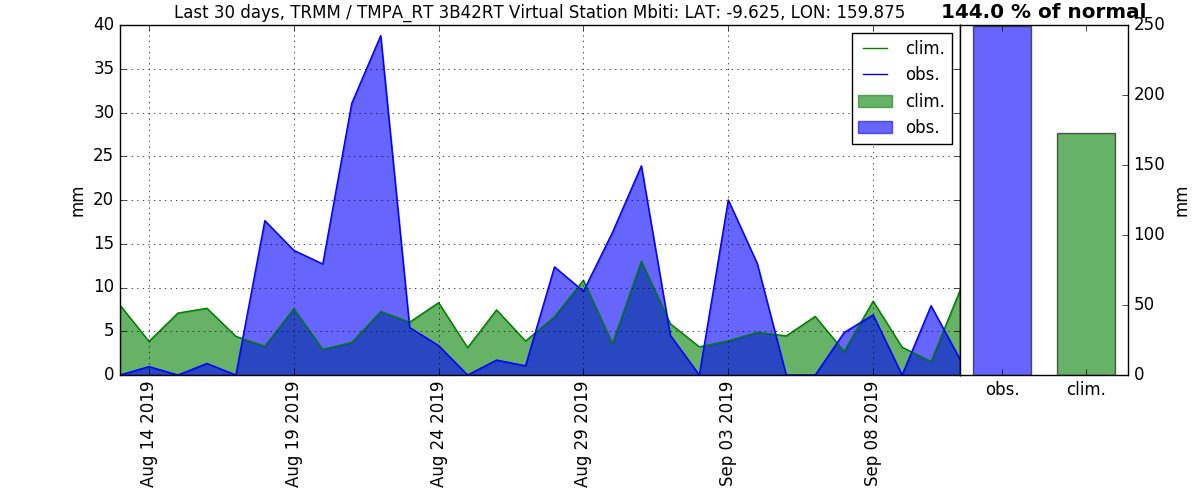 Last 30 days, TRMM / TMPA_RT 3B42RT Virtual Station Mbiti: LAT: -9.625, LON: 159.875
144.0 % of normal
40
35
30
25
20
15
10
5
0
mm
clim.
obs.
clim.
obs.
250
200
150
100
50
0
mm
obs.
clim.
Aug 14 2019
Aug 19 2019
Aug 24 2019
Aug 29 2019
Sep 03 2019
Sep 08 2019